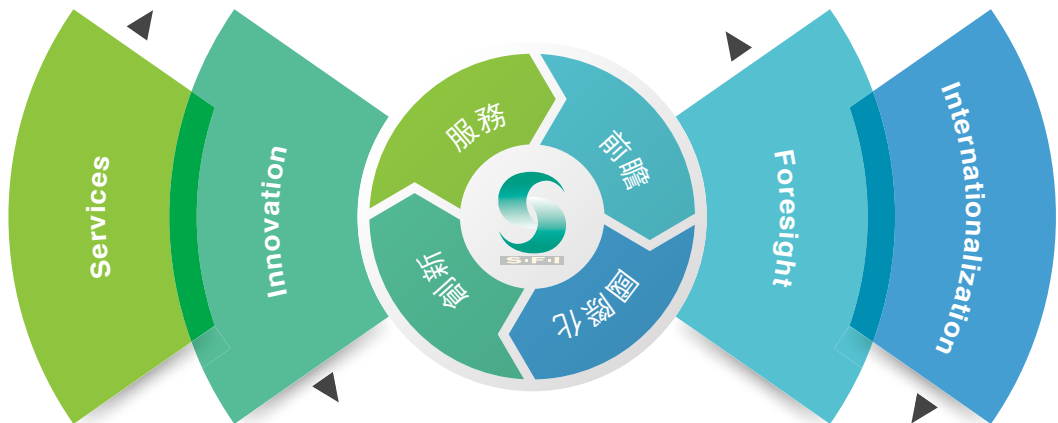 Services
Innovation
服務
前瞻
創新
國際化
S·F·I
Foresight
Internationalization